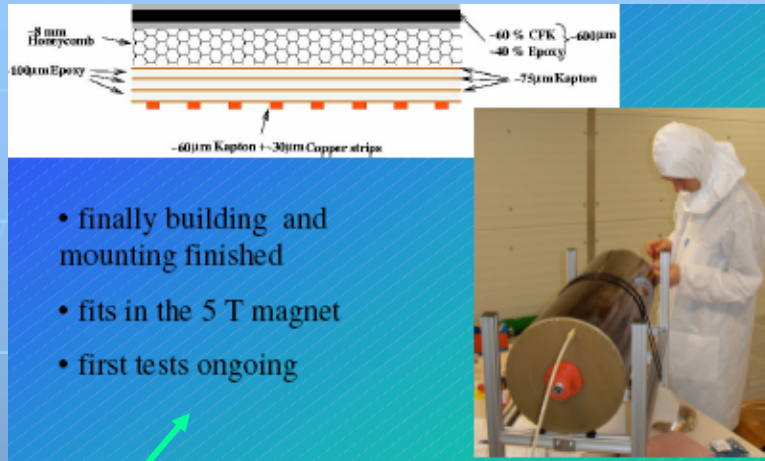 ~8 mm
Honeycomb
~60 % CFK
~40 % Epoxy
~600µm
~100µm Epoxy
~75µm Kapton
~60µm Kapton +~30µm Copper strips
• finally building and
mounting finished
• fits in the 5 T magnet
• first tests ongoing